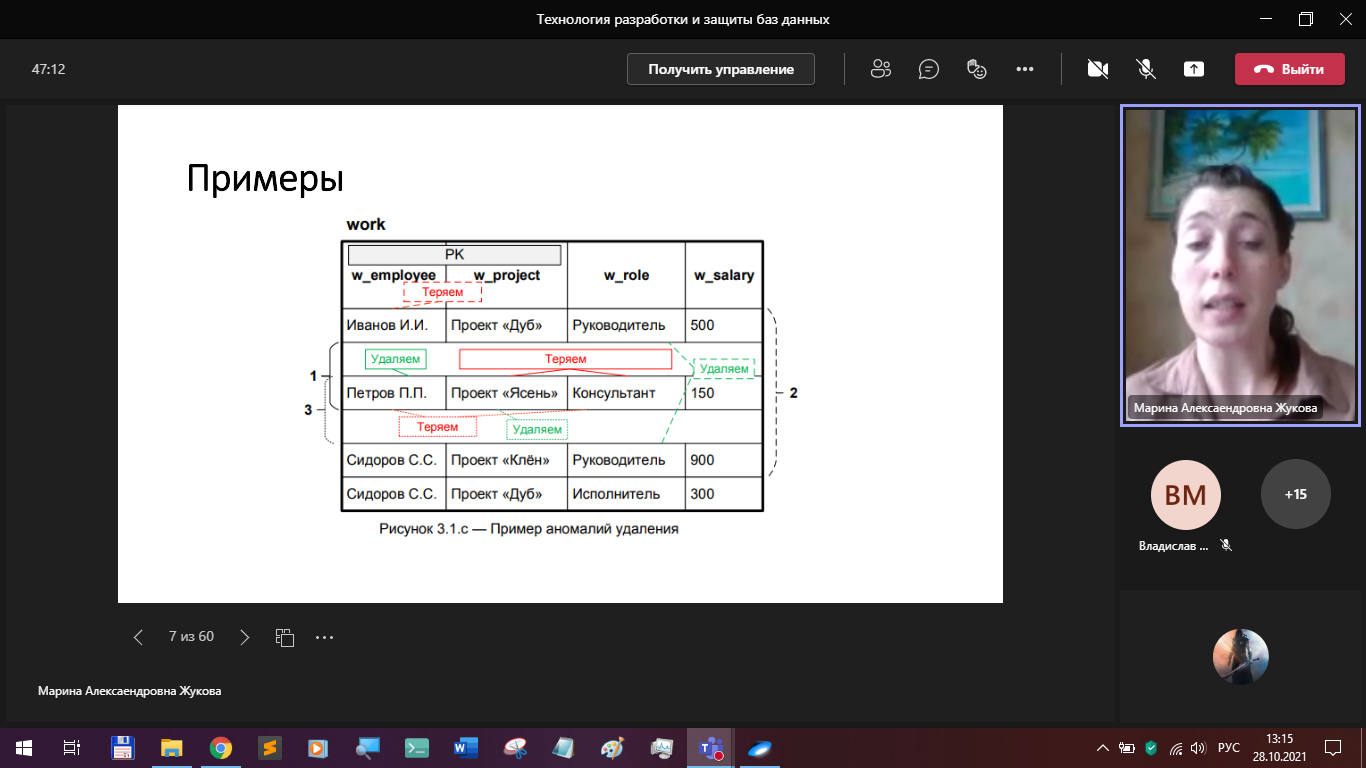 Технология разработки и защиты баз данных
47:12
Получить управление
Выйти
Примеры
work
PK
w_employee w_project w_role w_salary
Теряем
Иванов И.И. Проект «Дуб» Руководитель 500
Удаляем Теряем Удаляем
1
Петров П.П. Проект «Ясень» Консультант 150 2
3
Теряем Удаляем
Сидоров С.С. Проект «Клён» Руководитель 900
Сидоров С.С. Проект «Дуб» Исполнитель 300
Рисунок 3.1.c — Пример аномалий удаления
Марина Алексаендровна Жукова
ВМ
+15
Владислав ...
7 из 60
Марина Алексаендровна Жукова
РУС
13:15
28.10.2021